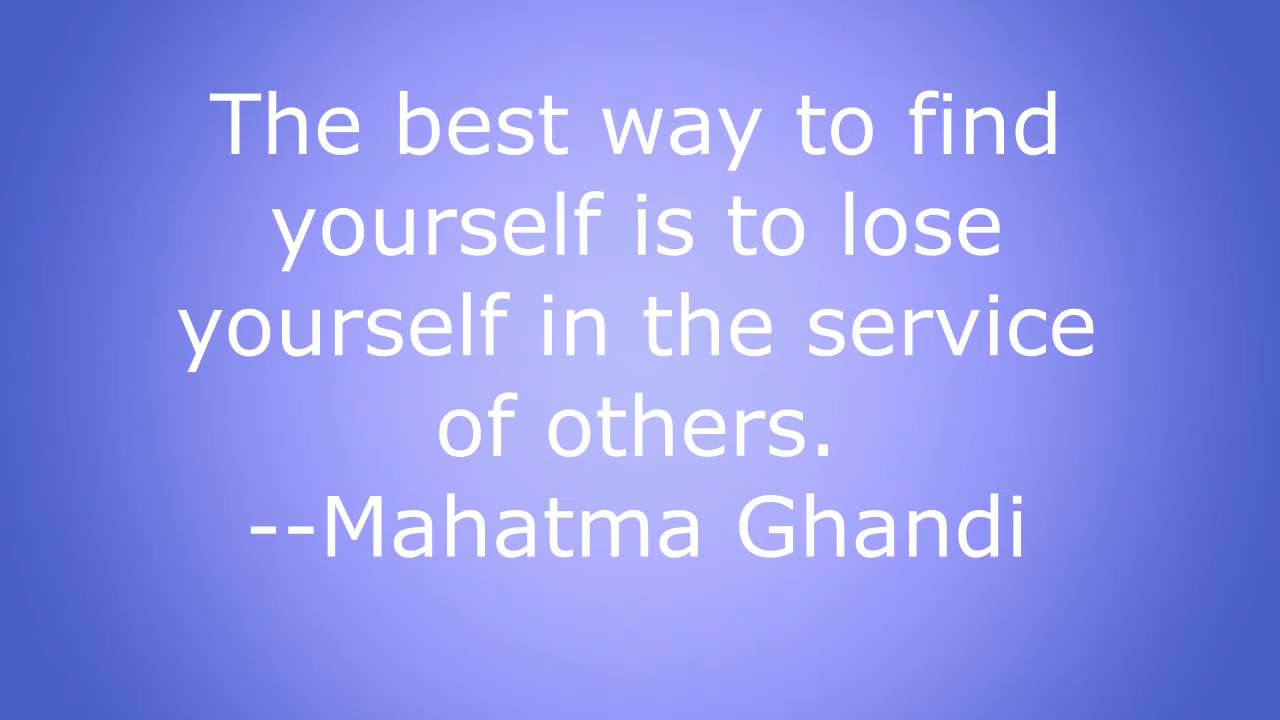 The best way to find
yourself is to lose
yourself in the service
of others.
--Mahatma Ghandi